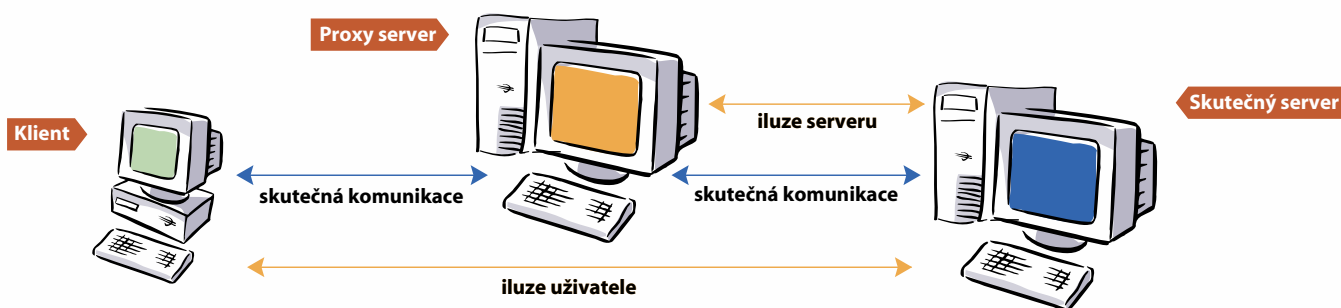 Proxy server
Skutečný server
Klient
iluze serveru
skutečná komunikace
skutečná komunikace
iluze uživatele